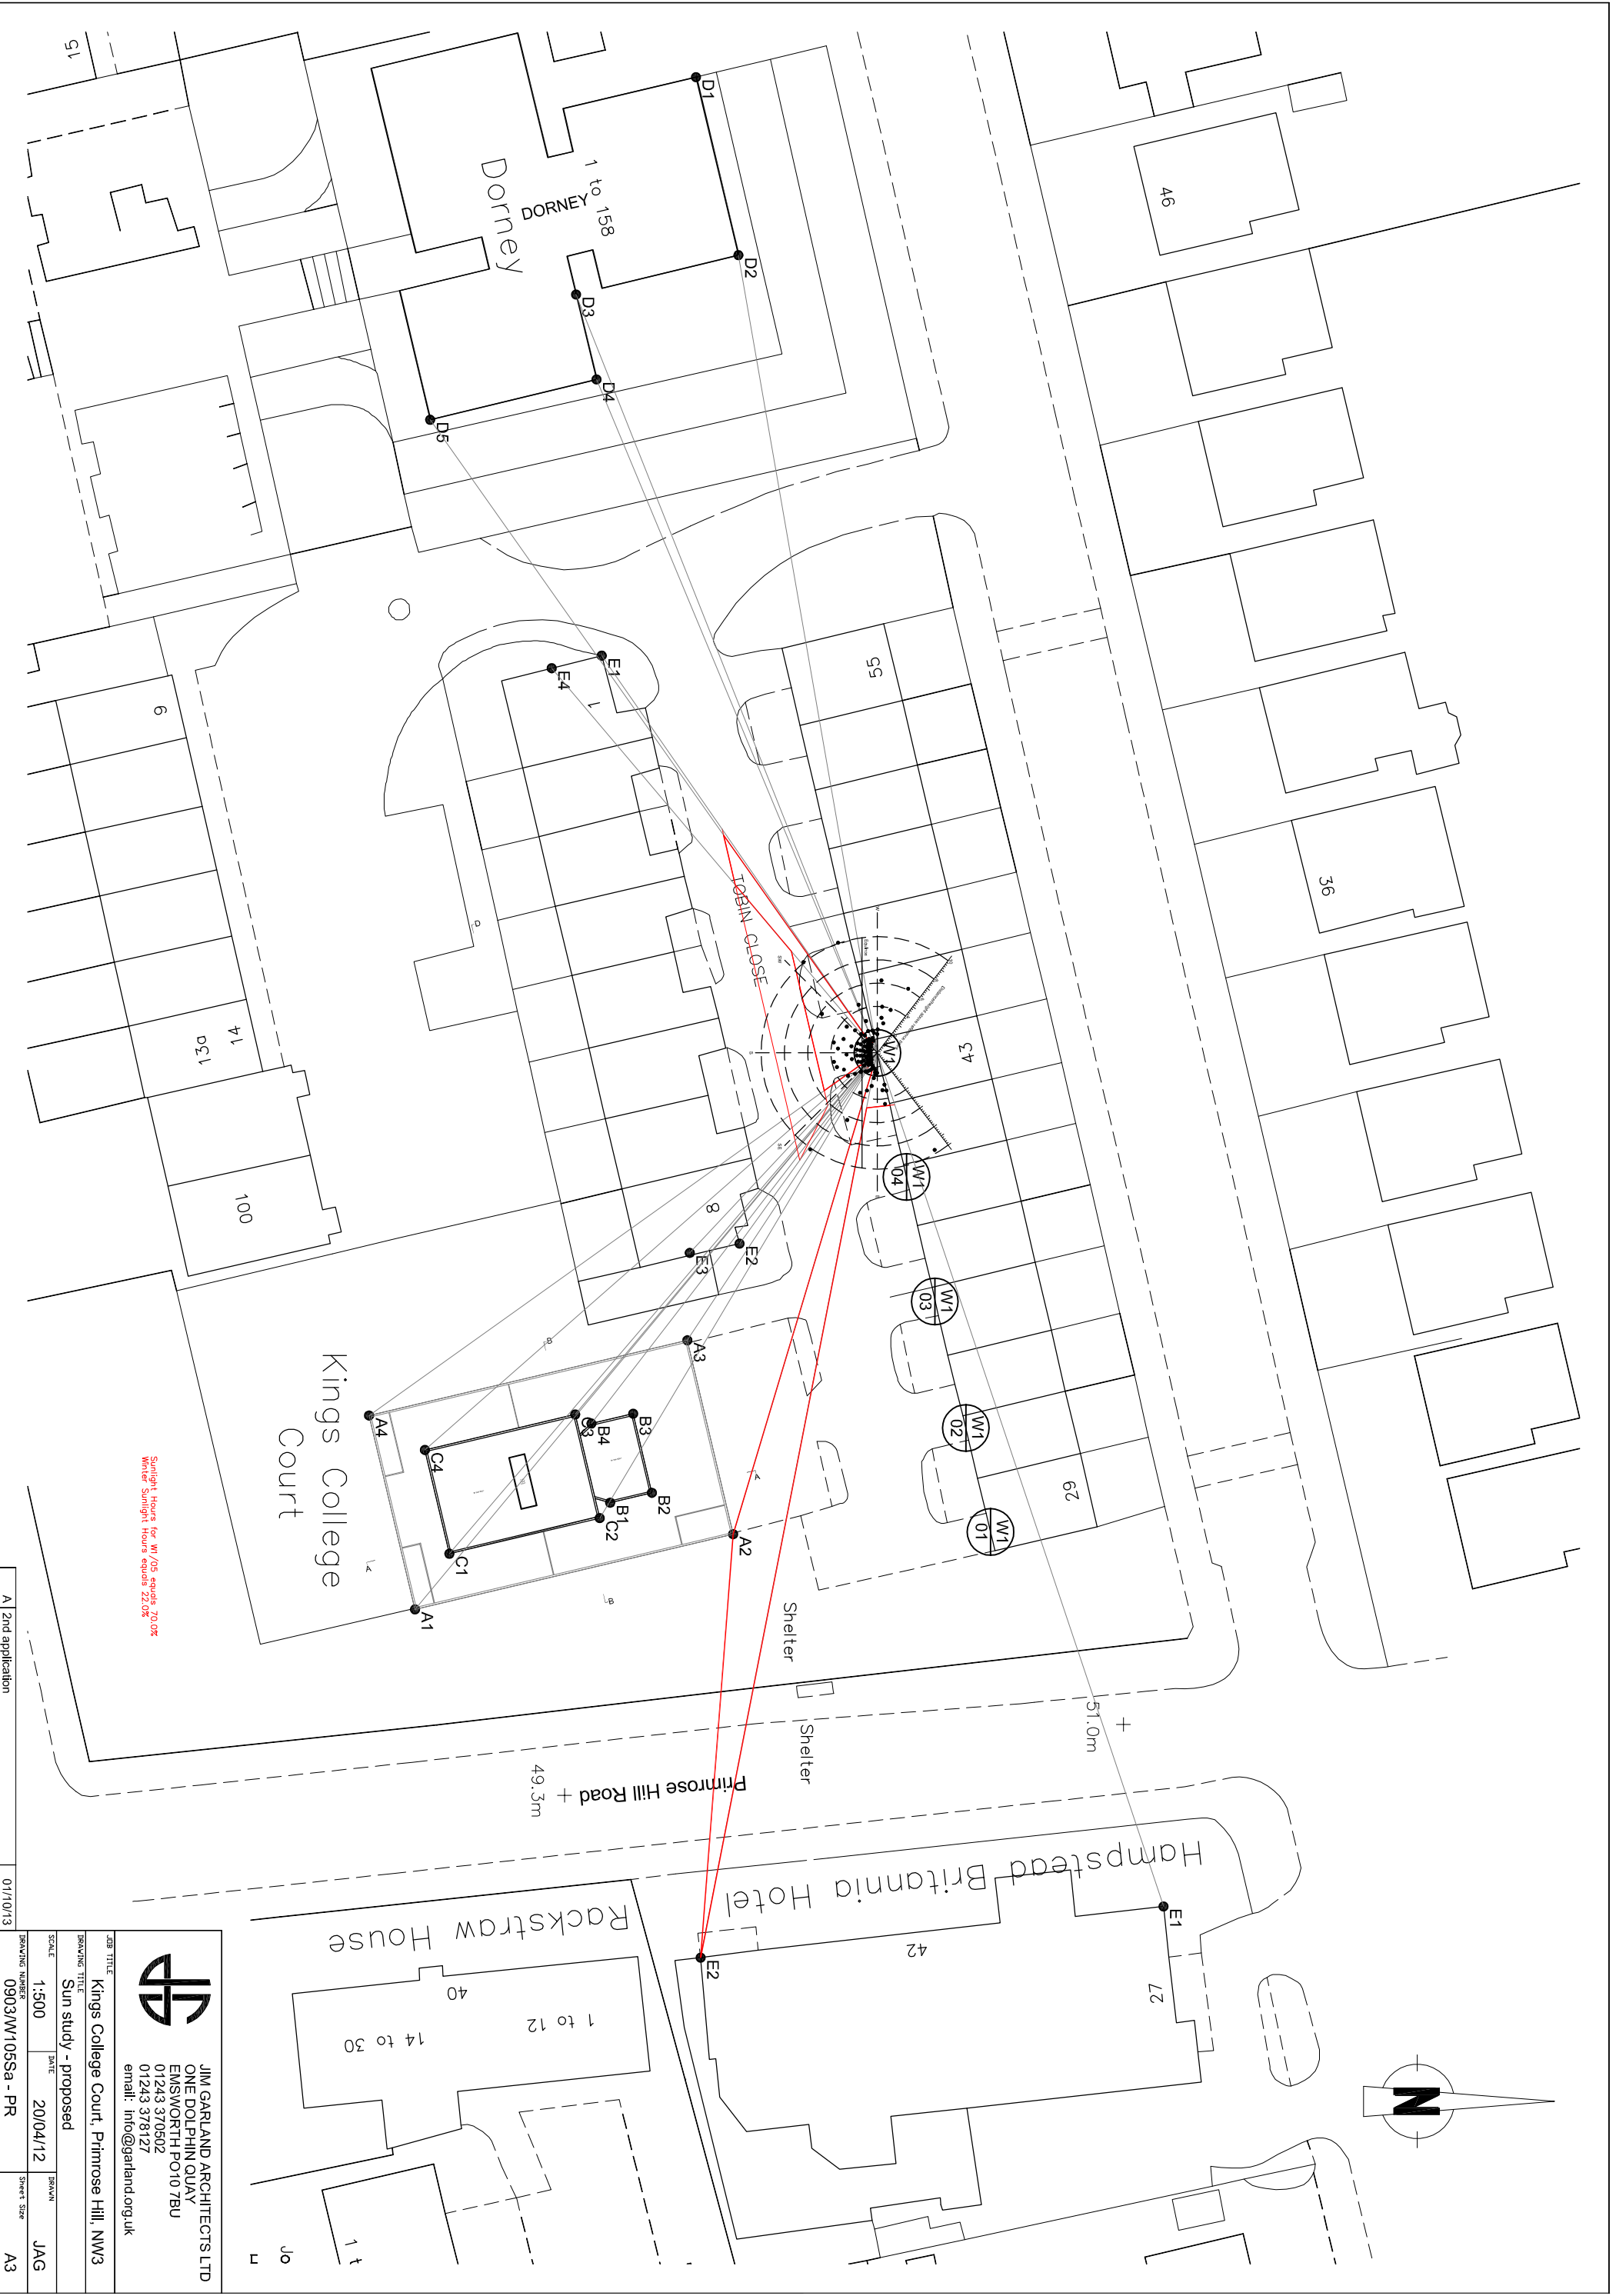 15
D1
D2
D3
D4
D5
1 to 158
DORNEY
Dorney
46
36
55
43
29
E1
E4
1
TOBIN CLOSE
SW
SE
W1
W1
04
W1
03
W1
02
W1
01
9
14
13a
100
8
E2
E3
A3
A4
A2
A1
B3
B4
B2
B1
C3
C4
C2
C1
A
A
B
B
D
Kings College
Court
Sunlight Hours for W1/05 equals 70.0%
Winter Sunlight Hours equals 22.0%
Shelter
Shelter
51.0m
49.3m
Primrose Hill Road
Hampstead Britannia Hotel
E1
E2
42
27
Rackstraw House
40
14 to 30
1 to 12
N
1 t
Jo
A 2nd application 01/10/13
JIM GARLAND ARCHITECTS LTD
ONE DOLPHIN QUAY
EMSWORTH PO10 7BU
01243 370502
01243 378127
email: info@garland.org.uk
JOB TITLE
Kings College Court, Primrose Hill, NW3
DRAWING TITLE
Sun study - proposed
SCALE
1:500
DATE
20/04/12
DRAWN
JAG
DRAWING NUMBER
0903/W105Sa - PR
Sheet Size
A3